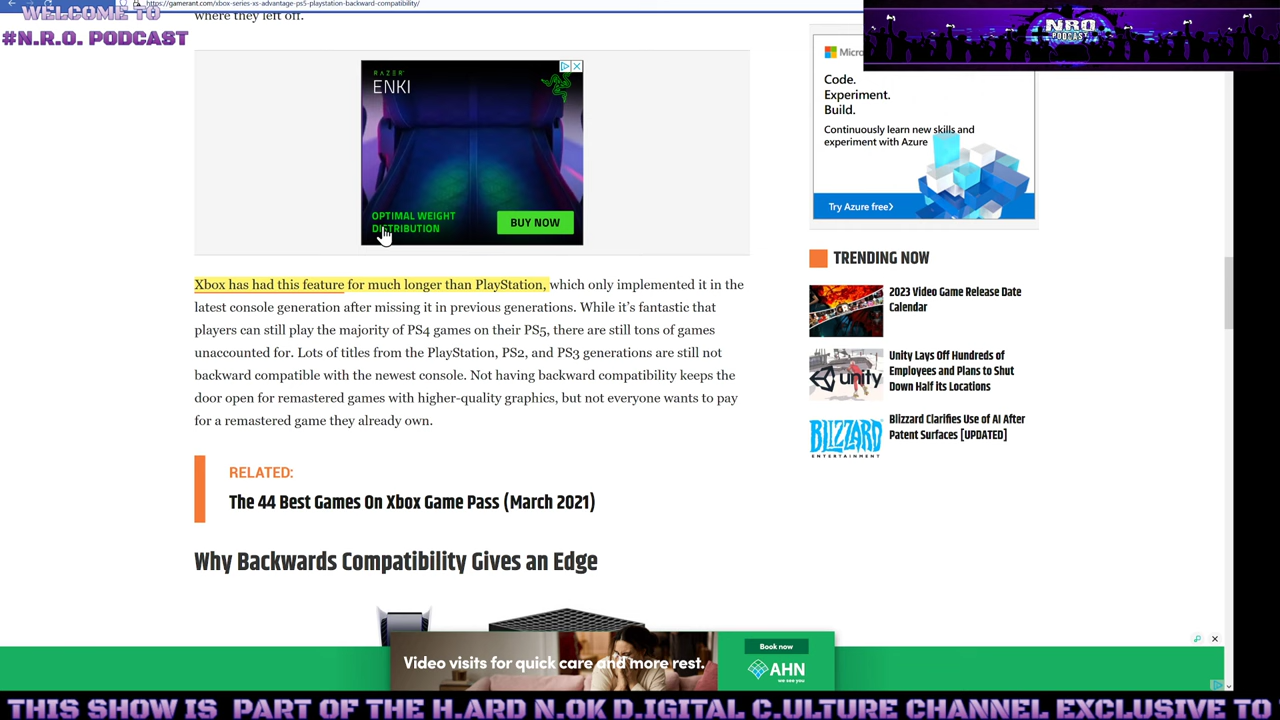 https://gamerant.com/xbox-series-xs-advantage-ps5-playstation-backward-compatibility/
WELCOME TO
#N.R.O. PODCAST
where they left off.
NRO
PODCAST
RAZER
ENKI
OPTIMAL WEIGHT
DISTRIBUTION
BUY NOW
Code.
Experiment.
Build.
Continuously learn new skills and
experiment with Azure
Try Azure free>
Xbox has had this feature for much longer than PlayStation, which only implemented it in the
latest console generation after missing it in previous generations. While it's fantastic that
players can still play the majority of PS4 games on their PS5, there are still tons of games
unaccounted for. Lots of titles from the PlayStation, PS2, and PS3 generations are still not
backward compatible with the newest console. Not having backward compatibility keeps the
door open for remastered games with higher-quality graphics, but not everyone wants to pay
for a remastered game they already own.
RELATED:
The 44 Best Games On Xbox Game Pass (March 2021)
Why Backwards Compatibility Gives an Edge
TRENDING NOW
2023 Video Game Release Date
Calendar
unity
Unity Lays Off Hundreds of
Employees and Plans to Shut
Down Half its Locations
BLIZZARD
ENTERTAINMENT
Blizzard Clarifies Use of AI After
Patent Surfaces [UPDATED]
Video visits for quick care and more rest.
Book now
AHN
we see you
THIS SHOW IS PART OF THE H.ARD N.OK D.IGITAL C.ULTURE CHANNEL EXCLUSIVE TO